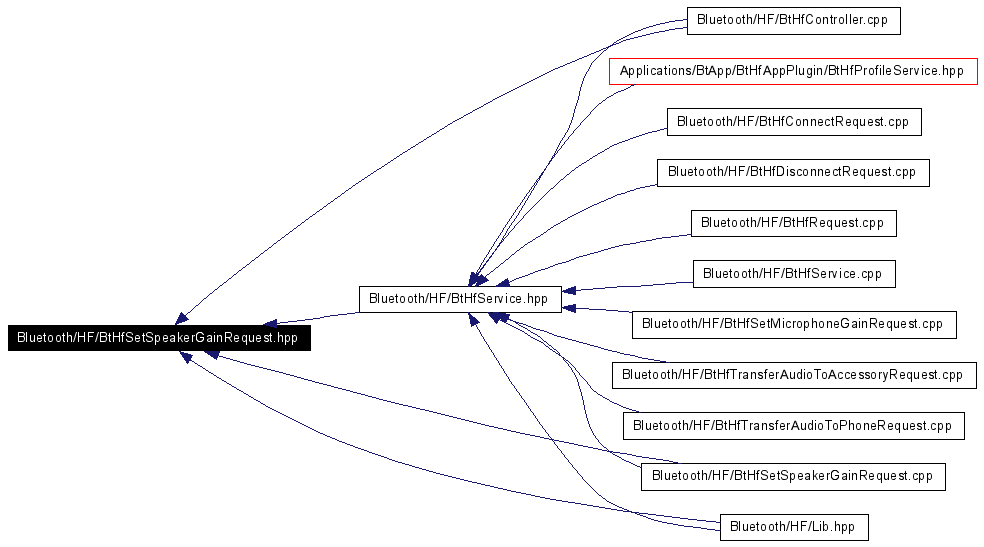 Bluetooth/HF/BtHfController.cpp
Applications/BtApp/BtHfAppPlugin/BtHfProfileService.hpp
Bluetooth/HF/BtHfConnectRequest.cpp
Bluetooth/HF/BtHfDisconnectRequest.cpp
Bluetooth/HF/BtHfRequest.cpp
Bluetooth/HF/BtHfService.cpp
Bluetooth/HF/BtHfService.hpp
Bluetooth/HF/BtHfSetMicrophoneGainRequest.cpp
Bluetooth/HF/BtHfSetSpeakerGainRequest.hpp
Bluetooth/HF/BtHfTransferAudioToAccessoryRequest.cpp
Bluetooth/HF/BtHfTransferAudioToPhoneRequest.cpp
Bluetooth/HF/BtHfSetSpeakerGainRequest.cpp
Bluetooth/HF/Lib.hpp